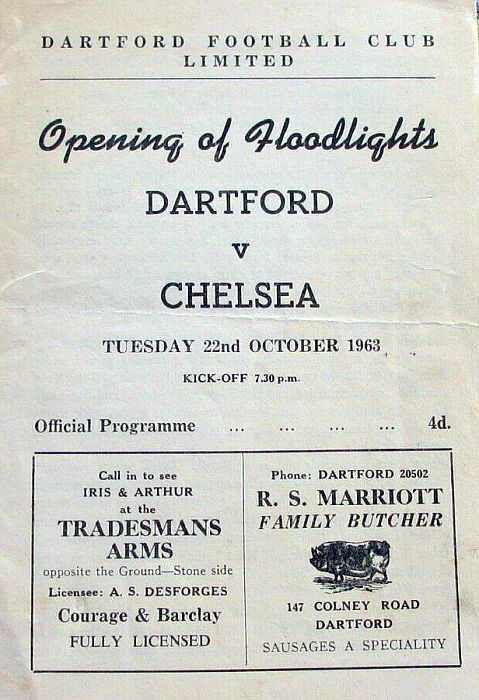 DARTFORD FOOTBALL CLUB
LIMITED
Opening of Floodlights
DARTFORD
v
CHELSEA
TUESDAY 22nd OCTOBER 1963
KICK-OFF 7.30 p.m.
Official Programme ... ... ... ... 4d.
Call in to see
IRIS & ARTHUR
at the
TRADESMANS
ARMS
opposite the Ground—Stone side
Licensee: A. S. DESFORGES
Courage & Barclay
FULLY LICENSED
Phone: DARTFORD 20502
R. S. MARRIOTT
FAMILY BUTCHER
147 COLNEY ROAD
DARTFORD
SAUSAGES A SPECIALITY